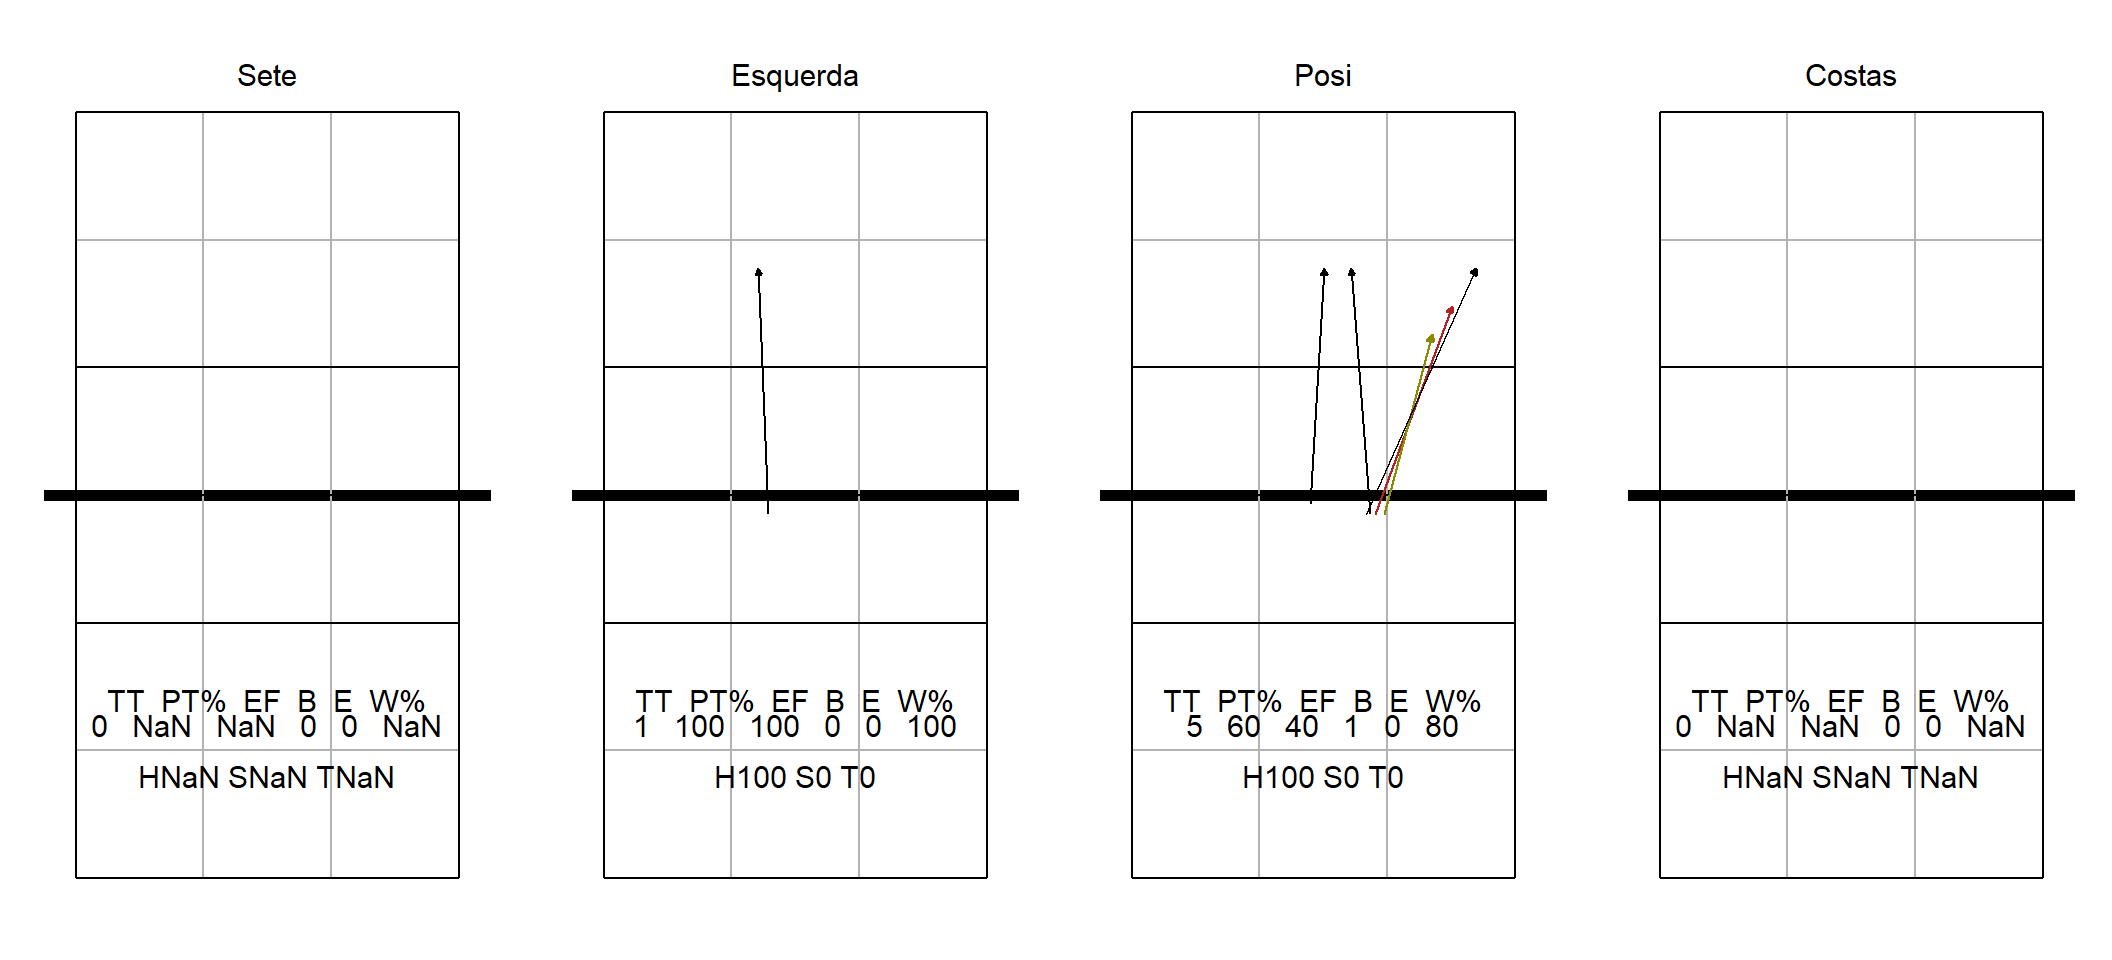 Sete
TT PT% EF B E W%
0 NaN NaN 0 0 NaN
HNaN SNaN TNaN
Esquerda
TT PT% EF B E W%
1 100 100 0 0 100
H100 S0 T0
Posi
TT PT% EF B E W%
5 60 40 1 0 80
H100 S0 T0
Costas
TT PT% EF B E W%
0 NaN NaN 0 0 NaN
HNaN SNaN TNaN